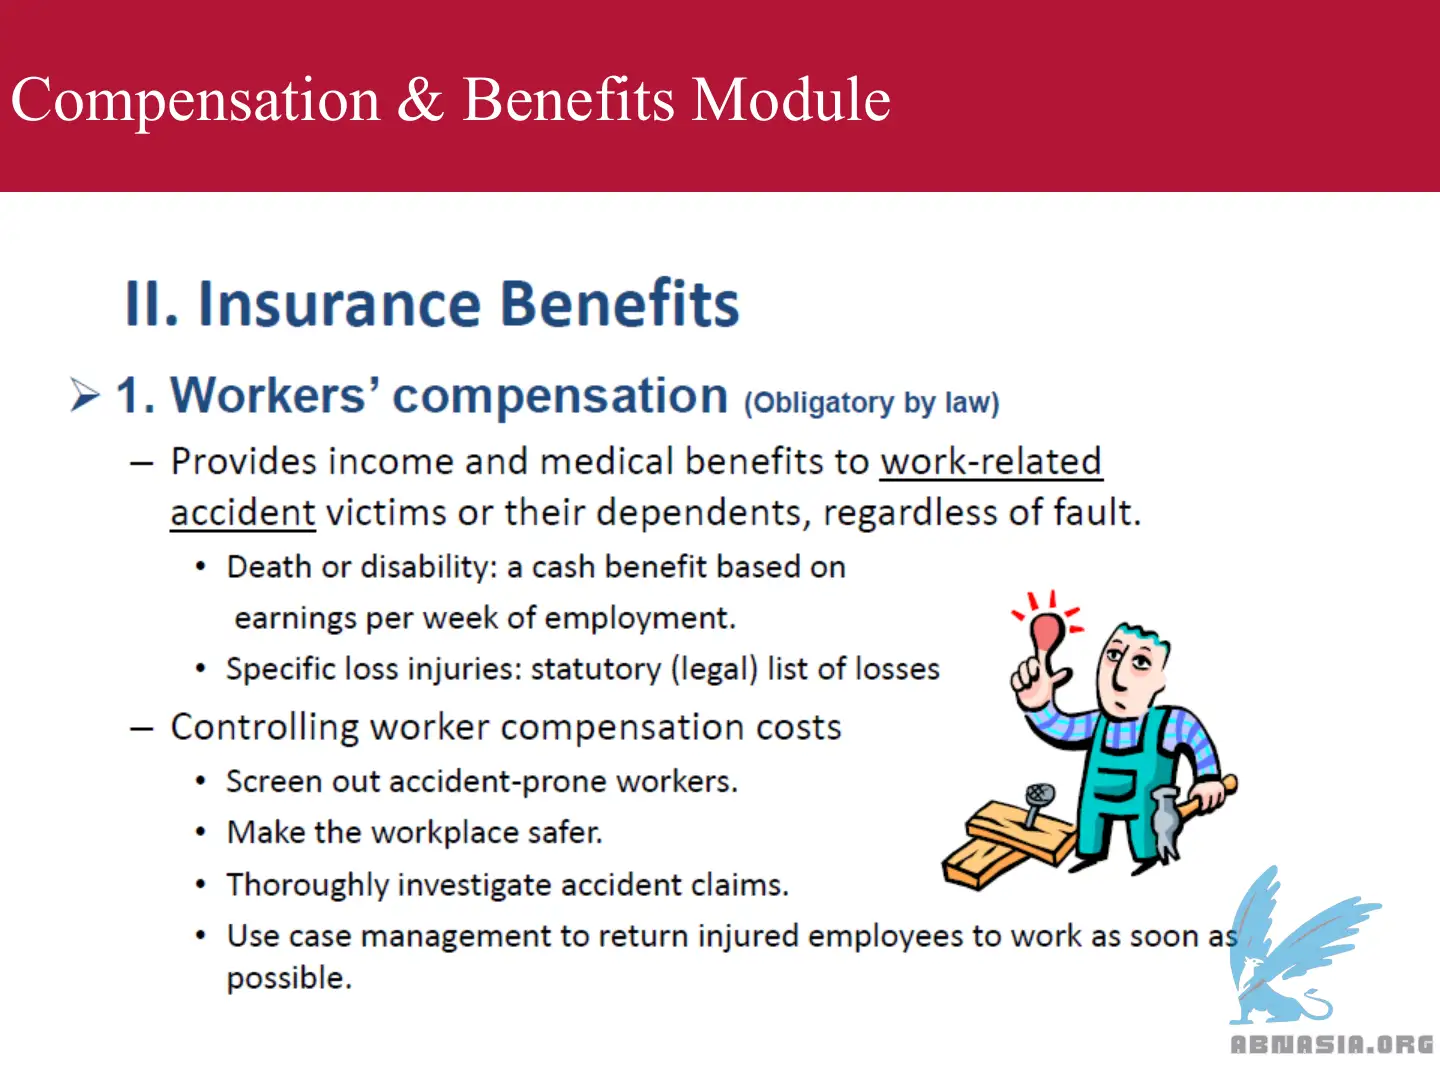 Compensation & Benefits Module
II. Insurance Benefits
➢ 1. Workers’ compensation (Obligatory by law)
– Provides income and medical benefits to work-related
accident victims or their dependents, regardless of fault.
• Death or disability: a cash benefit based on
earnings per week of employment.
• Specific loss injuries: statutory (legal) list of losses
– Controlling worker compensation costs
• Screen out accident-prone workers.
• Make the workplace safer.
• Thoroughly investigate accident claims.
• Use case management to return injured employees to work as soon as
possible.
ABNASIA.ORG